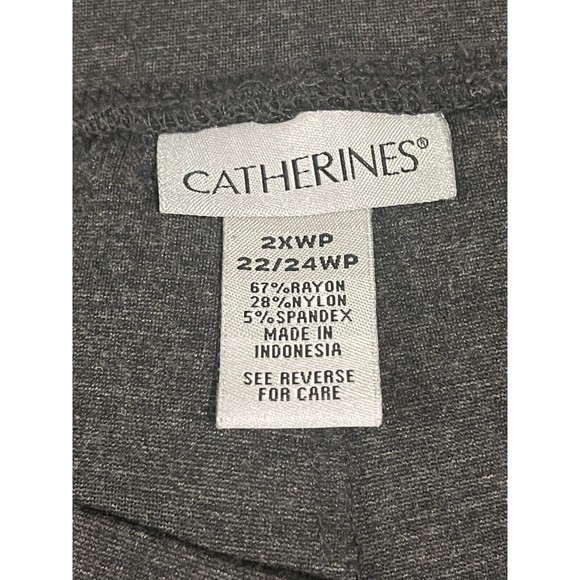 CATHERINES®
2XWP
22/24WP
67%RAYON
28%NYLON
5%SPANDEX
MADE IN
INDONESIA
SEE REVERSE
FOR CARE